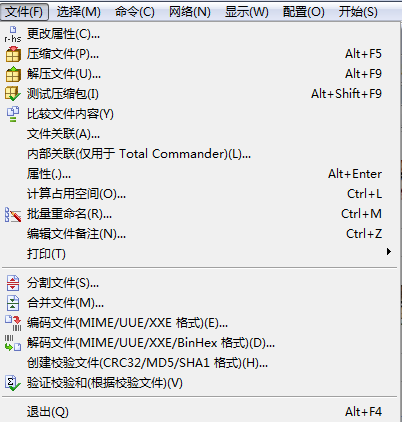 文件(F) 选择(M) 命令(C) 网络(N) 显示(W) 配置(O) 开始(S)
r-hs 更改属性(C)...
压缩文件(P)... Alt+F5
解压文件(U)... Alt+F9
测试压缩包(I) Alt+Shift+F9
比较文件内容(Y)
文件关联(A)...
内部关联(仅用于 Total Commander)(L)...
属性(.)... Alt+Enter
计算占用空间(O)... Ctrl+L
批量重命名(R)... Ctrl+M
编辑文件备注(N)... Ctrl+Z
打印(T)
分割文件(S)...
合并文件(M)...
编码文件(MIME/UUE/XXE 格式)(E)...
解码文件(MIME/UUE/XXE/BinHex 格式)(D)...
创建校验文件(CRC32/MD5/SHA1 格式)(H)...
验证校验和(根据校验文件)(V)
退出(Q) Alt+F4